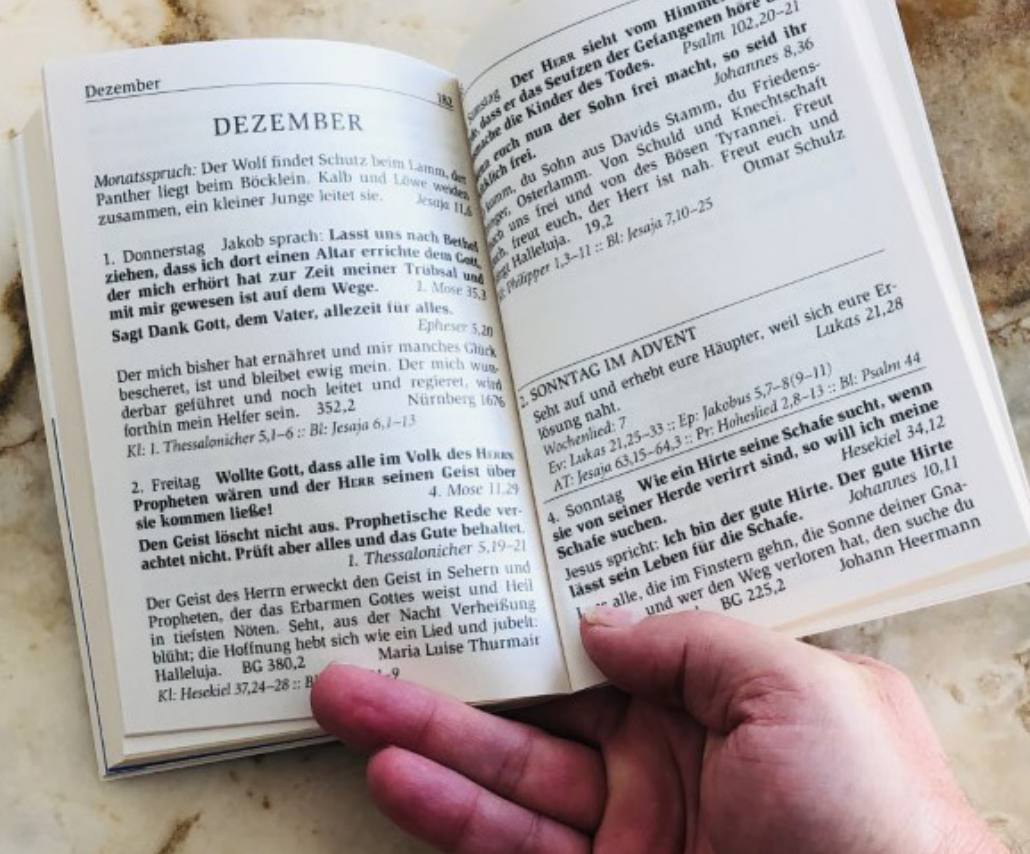 Dezember
182
DEZEMBER
Monatsspruch: Der Wolf findet Schutz beim Lamm, der
Panther liegt beim Böcklein. Kalb und Löwe weiden
zusammen, ein kleiner Junge leitet sie. Jesaja 11,6
1. Donnerstag Jakob sprach: Lasst uns nach Bethel
ziehen, dass ich dort einen Altar errichte dem Gott,
der mich erhört hat zur Zeit meiner Trübsal und
mit mir gewesen ist auf dem Wege. 1. Mose 35,3
Sagt Dank Gott, dem Vater, allezeit für alles.
Epheser 5,20
Der mich bisher hat ernähret und mir manches Glück
bescheret, ist und bleibet ewig mein. Der mich wun-
derbar geführet und noch leitet und regieret, wird
forthin mein Helfer sein. 352,2 Nürnberg 1676
Kl: 1. Thessalonicher 5,1–6 :: Bl: Jesaja 6,1–13
2. Freitag Wollte Gott, dass alle im Volk des HERRN
Propheten wären und der HERR seinen Geist über
sie kommen ließe! 4. Mose 11,29
Den Geist löscht nicht aus. Prophetische Rede ver-
achtet nicht. Prüft aber alles und das Gute behaltet.
1. Thessalonicher 5,19–21
Der Geist des Herrn erweckt den Geist in Sehern und
Propheten, der das Erbarmen Gottes weist und Heil
in tiefsten Nöten. Seht, aus der Nacht Verheißung
blüht; die Hoffnung hebt sich wie ein Lied und jubelt:
Halleluja. BG 380,2 Maria Luise Thurmair
Kl: Hesekiel 37,24–28 ::
Der HERR sieht vom Himmel
dass er das Seufzen der Gefangenen höre
die Kinder des Todes. Psalm 102,20–21
euch nun der Sohn frei macht, so seid ihr
frei. Johannes 8,36
du Sohn aus Davids Stamm, du Friedens-
Osterlamm. Von Schuld und Knechtschaft
uns frei und von des Bösen Tyrannei. Freut
freut euch, der Herr ist nah. Freut euch und
Halleluja. 19,2 Otmar Schulz
Philipper 1,3–11 :: Bl: Jesaja 7,10–25
2. SONNTAG IM ADVENT
Seht auf und erhebt eure Häupter, weil sich eure Er-
lösung naht. Lukas 21,28
Wochenlied: 7
Ev: Lukas 21,25–33 :: Ep: Jakobus 5,7–8(9–11)
AT: Jesaja 63,15–64,3 :: Pr: Hoheslied 2,8–13 :: Bl: Psalm 44
4. Sonntag Wie ein Hirte seine Schafe sucht, wenn
sie von seiner Herde verirrt sind, so will ich meine
Schafe suchen. Hesekiel 34,12
Jesus spricht: Ich bin der gute Hirte. Der gute Hirte
lässt sein Leben für die Schafe. Johannes 10,11
alle, die im Finstern gehn, die Sonne deiner Gna-
und wer den Weg verloren hat, den suche du
BG 225,2 Johann Heermann